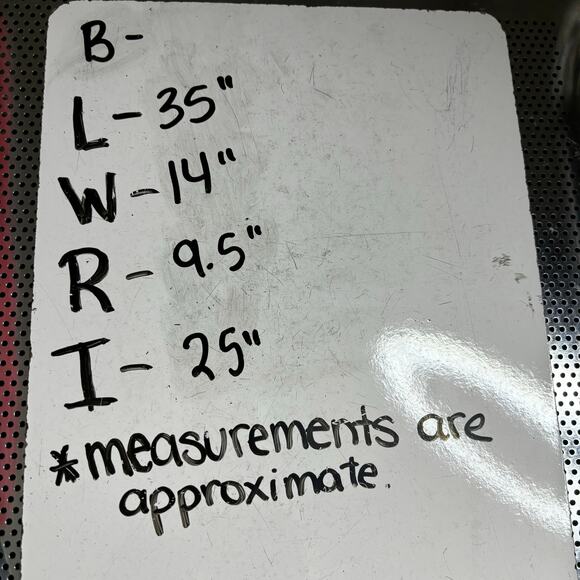 B-
L- 35"
W- 14"
R- 9.5"
I- 25"
*measurements are
approximate.